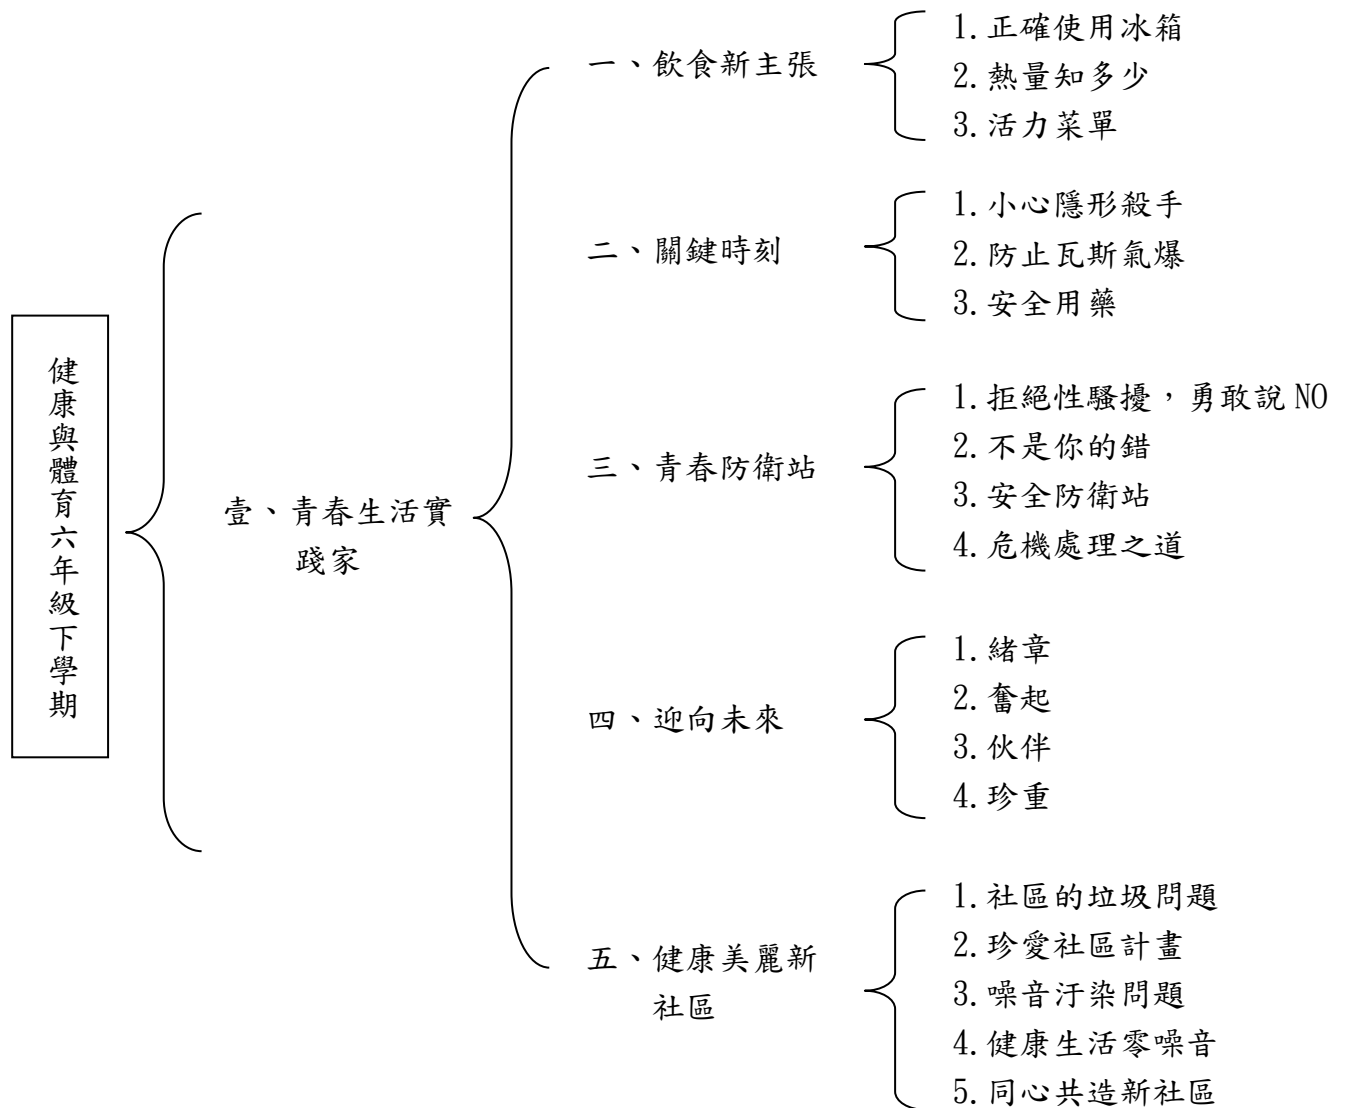 健康與體育六年級下學期
壹、青春生活實
踐家
一、飲食新主張
1.正確使用冰箱
2.熱量知多少
3.活力菜單
二、關鍵時刻
1.小心隱形殺手
2.防止瓦斯氣爆
3.安全用藥
三、青春防衛站
1.拒絕性騷擾，勇敢說 NO
2.不是你的錯
3.安全防衛站
4.危機處理之道
四、迎向未來
1.緒章
2.奮起
3.伙伴
4.珍重
五、健康美麗新
社區
1.社區的垃圾問題
2.珍愛社區計畫
3.噪音汙染問題
4.健康生活零噪音
5.同心共造新社區